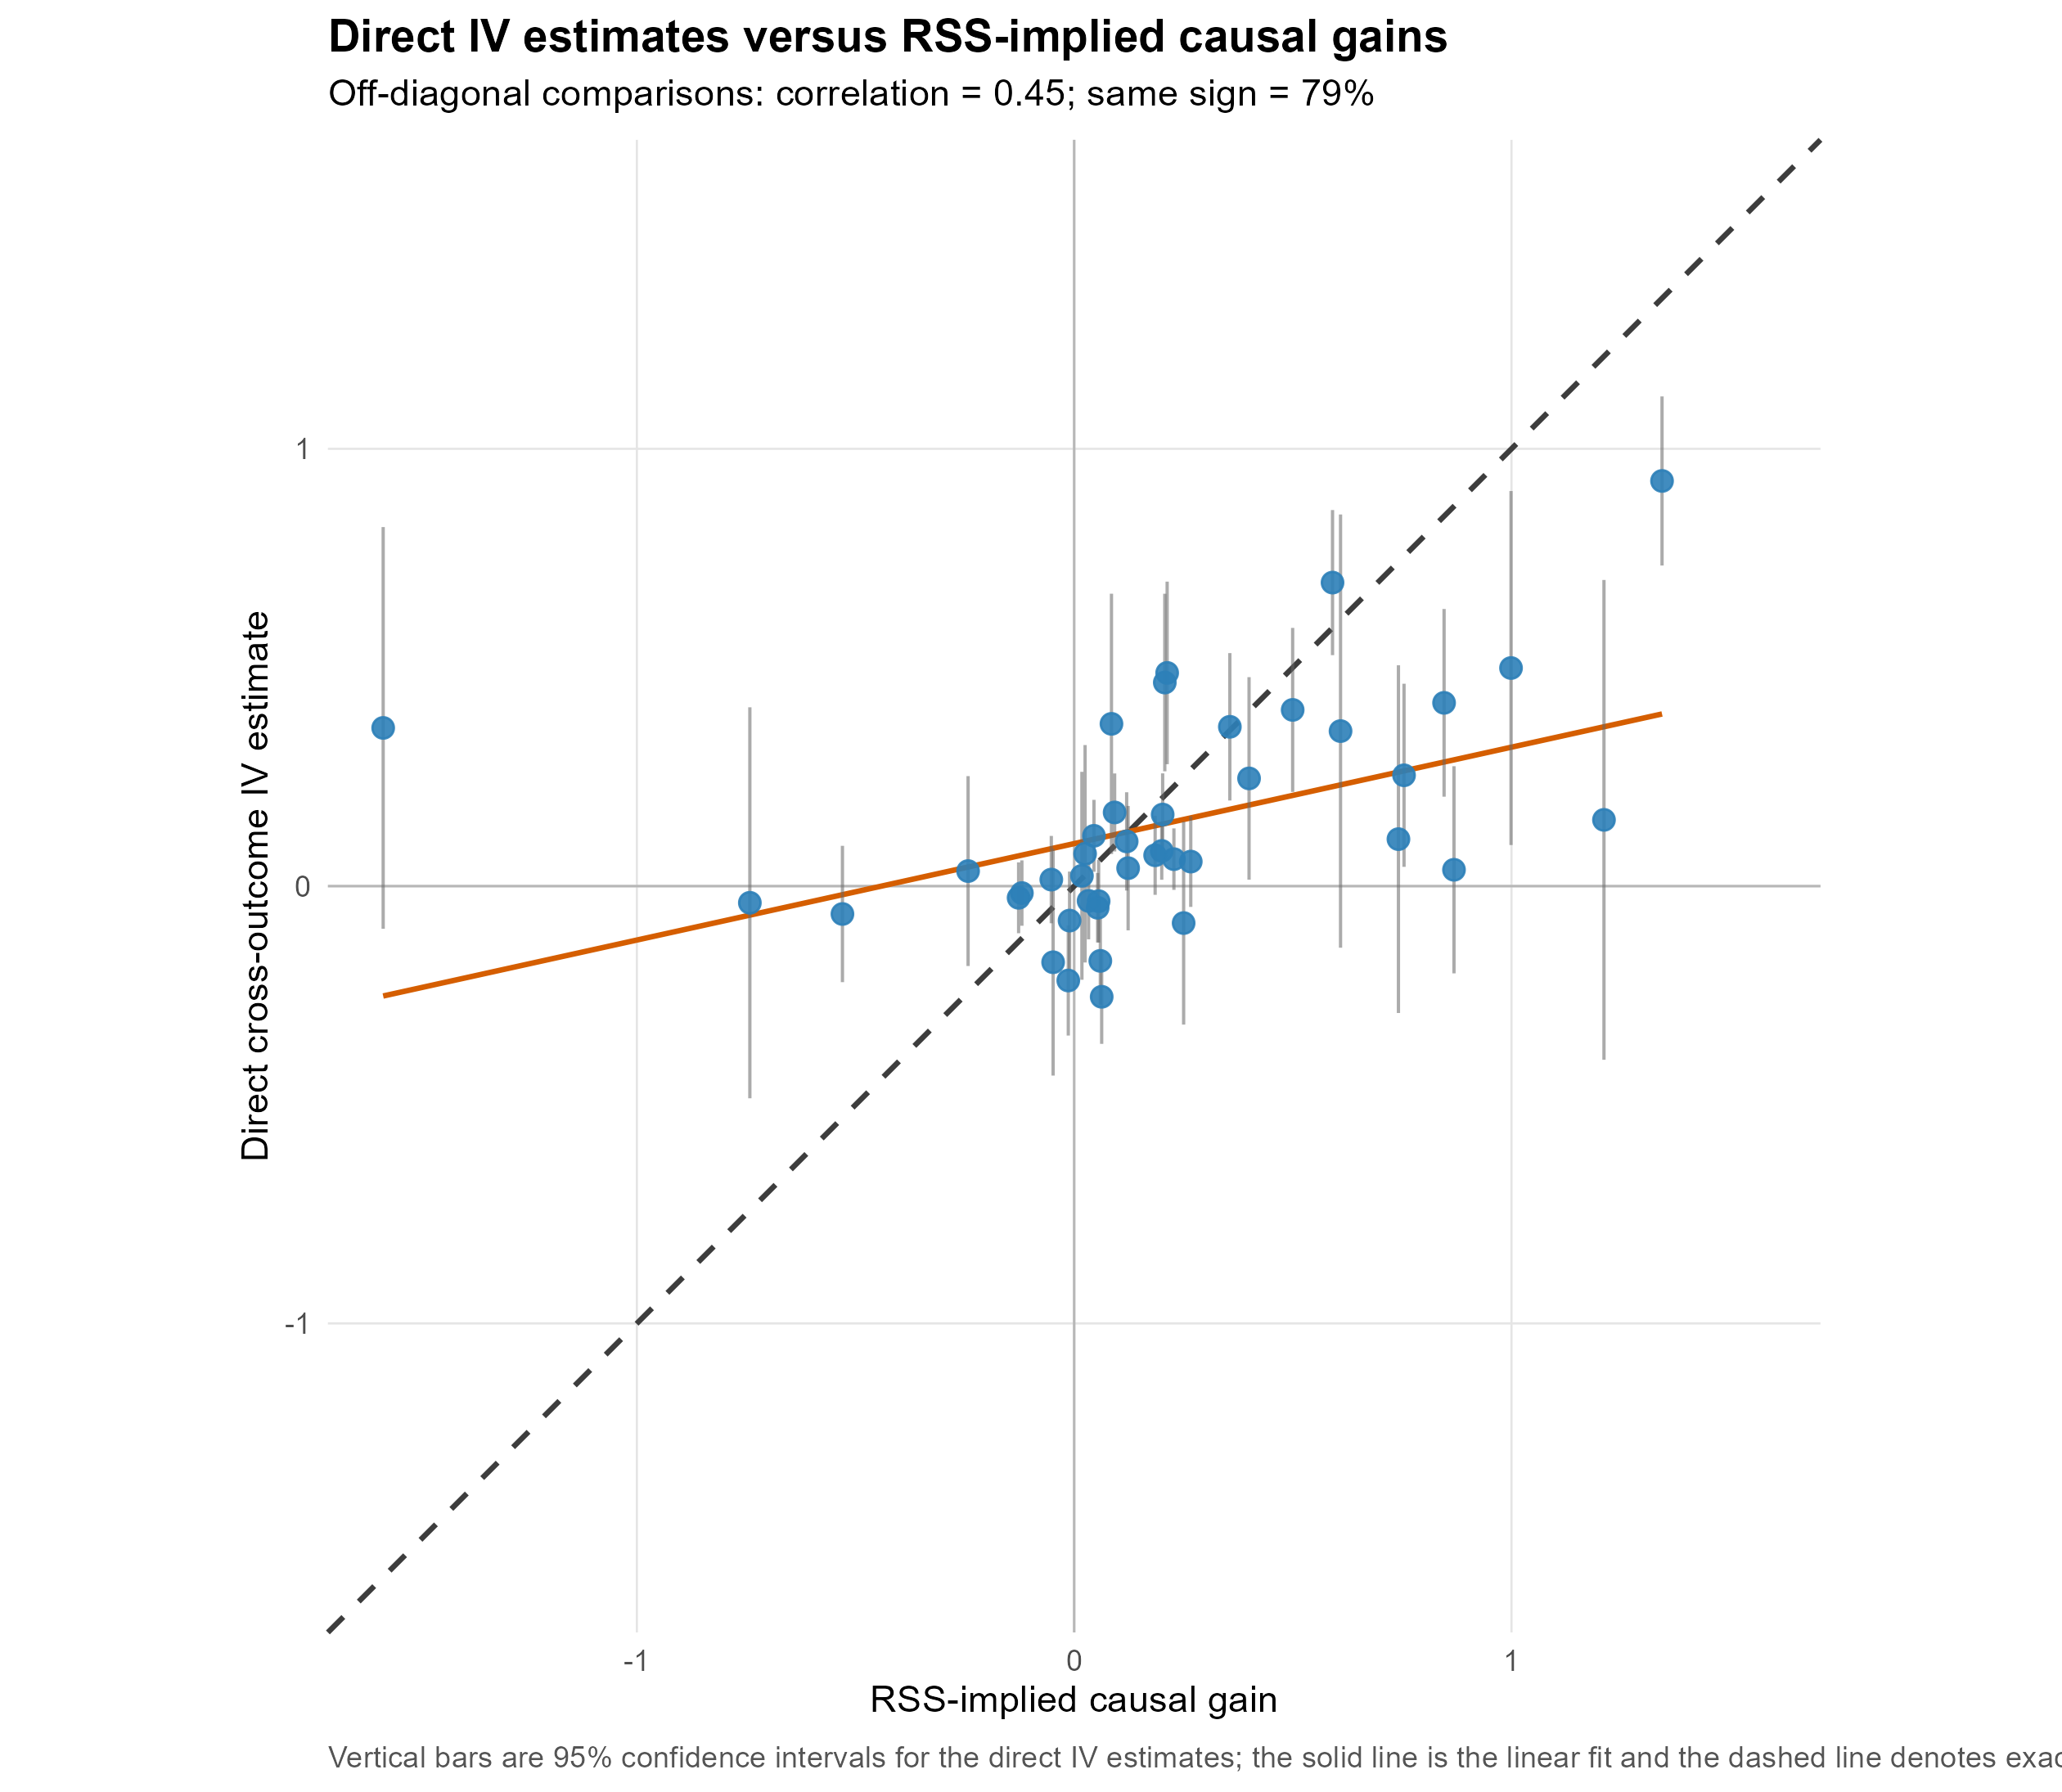 Direct IV estimates versus RSS-implied causal gains
Off-diagonal comparisons: correlation = 0.45; same sign = 79%
Direct cross-outcome IV estimate
1
0
-1
-1
0
1
RSS-implied causal gain
Vertical bars are 95% confidence intervals for the direct IV estimates; the solid line is the linear fit and the dashed line denotes